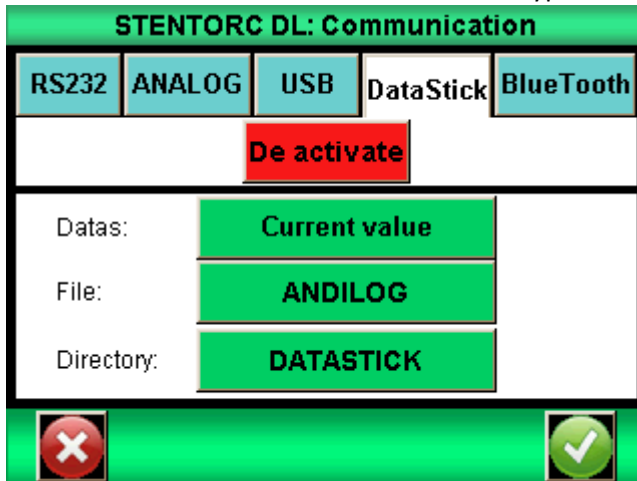 STENTORC DL: Communication
RS232 ANALOG USB DataStick BlueTooth
De activate
Datas: Current value
File: ANDILOG
Directory: DATASTICK